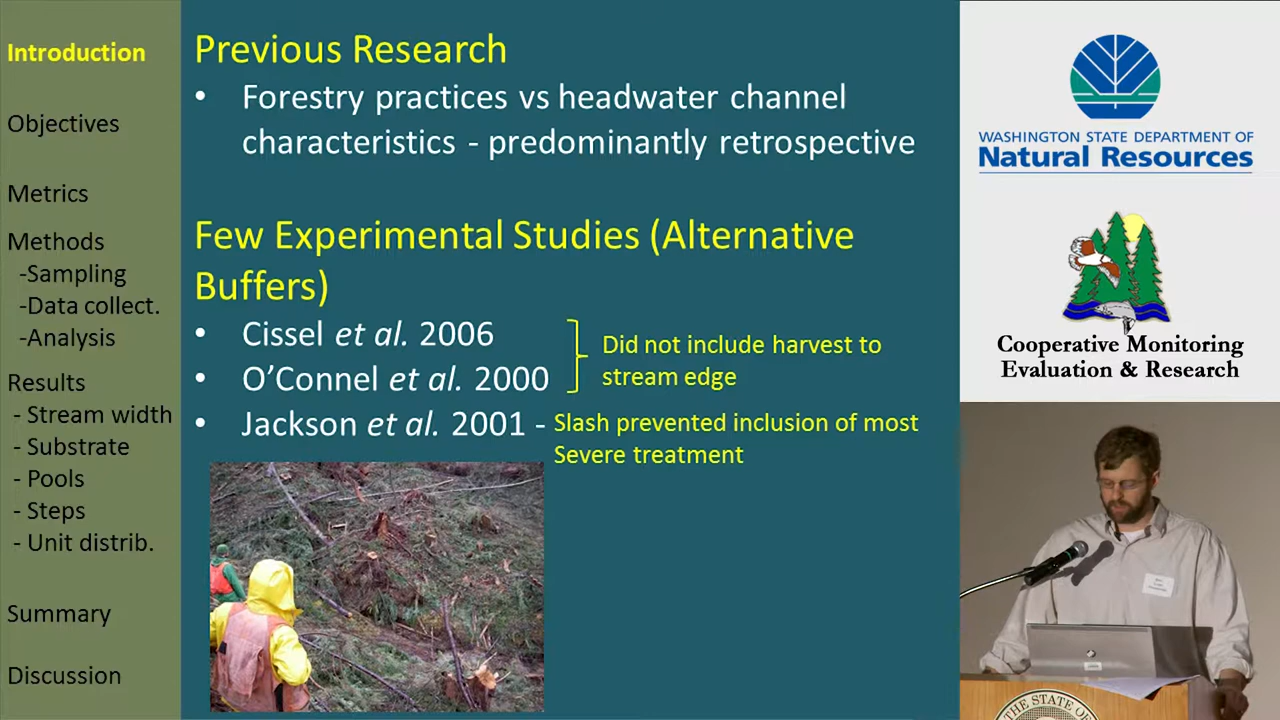 Introduction
Objectives
Metrics
Methods
-Sampling
-Data collect.
-Analysis
Results
- Stream width
- Substrate
- Pools
- Steps
- Unit distrib.
Summary
Discussion
Previous Research
• Forestry practices vs headwater channel
characteristics - predominantly retrospective
Few Experimental Studies (Alternative
Buffers)
• Cissel et al. 2006
• O’Connel et al. 2000
Did not include harvest to
stream edge
• Jackson et al. 2001 - Slash prevented inclusion of most
Severe treatment
WASHINGTON STATE DEPARTMENT OF
Natural Resources
Cooperative Monitoring
Evaluation & Research
THE STATE OF